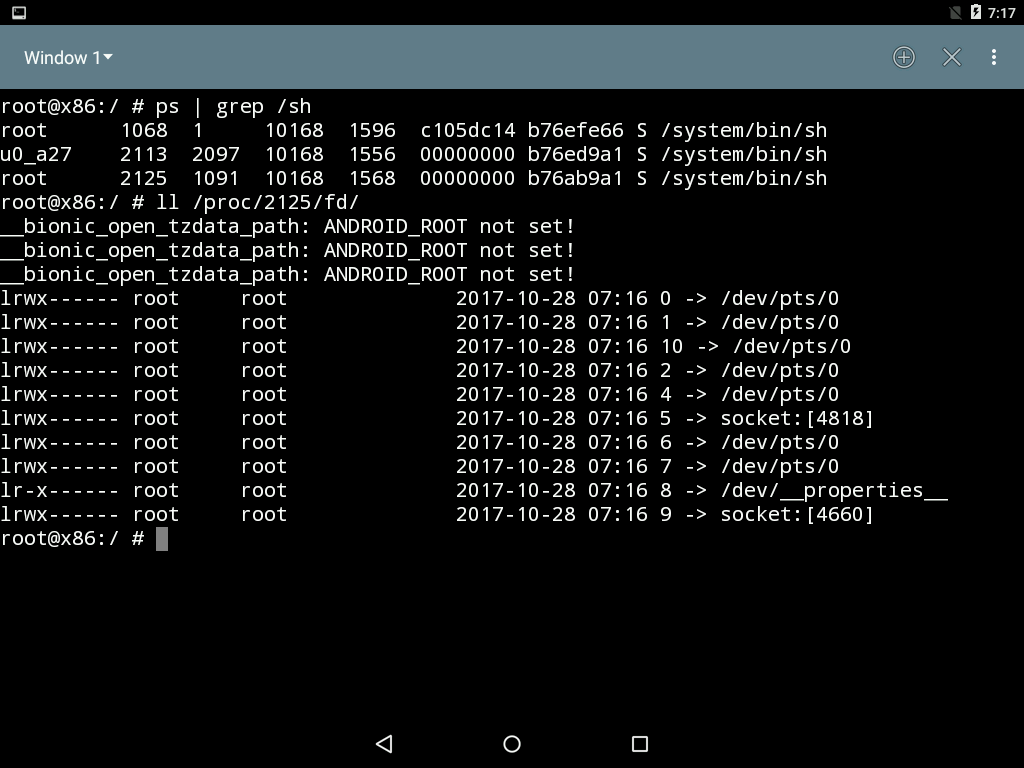 7:17
Window 1
root@x86:/ # ps | grep /sh
root      1068  1     10168  1596  c105dc14 b76efe66 S /system/bin/sh
u0_a27    2113  2097  10168  1556  00000000 b76ed9a1 S /system/bin/sh
root      2125  1091  10168  1568  00000000 b76ab9a1 S /system/bin/sh
root@x86:/ # ll /proc/2125/fd/
__bionic_open_tzdata_path: ANDROID_ROOT not set!
__bionic_open_tzdata_path: ANDROID_ROOT not set!
__bionic_open_tzdata_path: ANDROID_ROOT not set!
lrwx------ root     root              2017-10-28 07:16 0 -> /dev/pts/0
lrwx------ root     root              2017-10-28 07:16 1 -> /dev/pts/0
lrwx------ root     root              2017-10-28 07:16 10 -> /dev/pts/0
lrwx------ root     root              2017-10-28 07:16 2 -> /dev/pts/0
lrwx------ root     root              2017-10-28 07:16 4 -> /dev/pts/0
lrwx------ root     root              2017-10-28 07:16 5 -> socket:[4818]
lrwx------ root     root              2017-10-28 07:16 6 -> /dev/pts/0
lrwx------ root     root              2017-10-28 07:16 7 -> /dev/pts/0
lr-x------ root     root              2017-10-28 07:16 8 -> /dev/__properties__
lrwx------ root     root              2017-10-28 07:16 9 -> socket:[4660]
root@x86:/ #